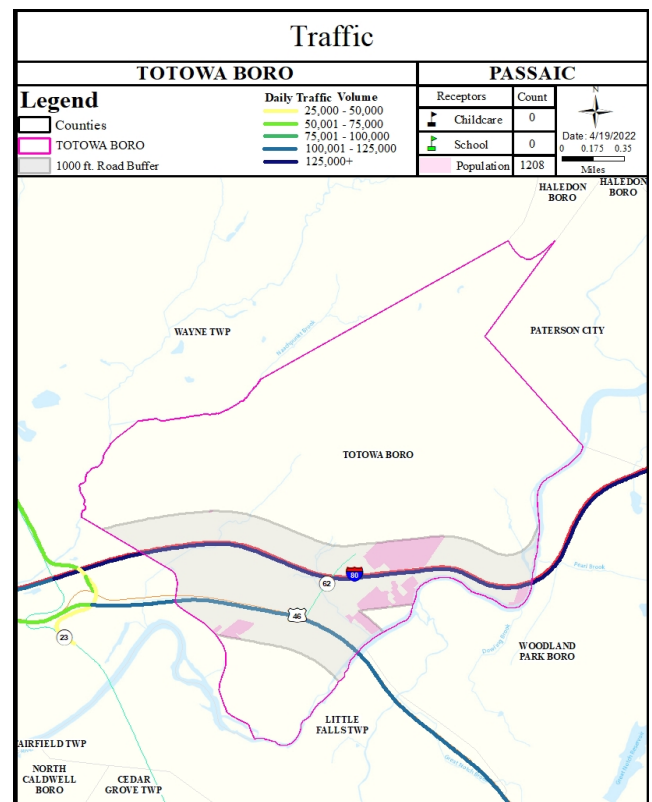 Traffic
TOTOWA BORO
PASSAIC
Legend
Counties
TOTOWA BORO
1000 ft. Road Buffer
Daily Traffic Volume
25,000 - 50,000
50,001 - 75,000
75,001 - 100,000
100,001 - 125,000
125,000+
Receptors Count
Childcare 0
School 0
Population 1208
N
Date: 4/19/2022
0 0.175 0.35
Miles
HALEDON
BORO
HALEDON
BORO
WAYNE TWP
PATERSON CITY
TOTOWA BORO
62
80
46
23
Pearl Brook
WOODLAND
PARK BORO
LITTLE
FALLS TWP
AIRFIELD TWP
NORTH
CALDWELL
BORO
CEDAR
GROVE TWP